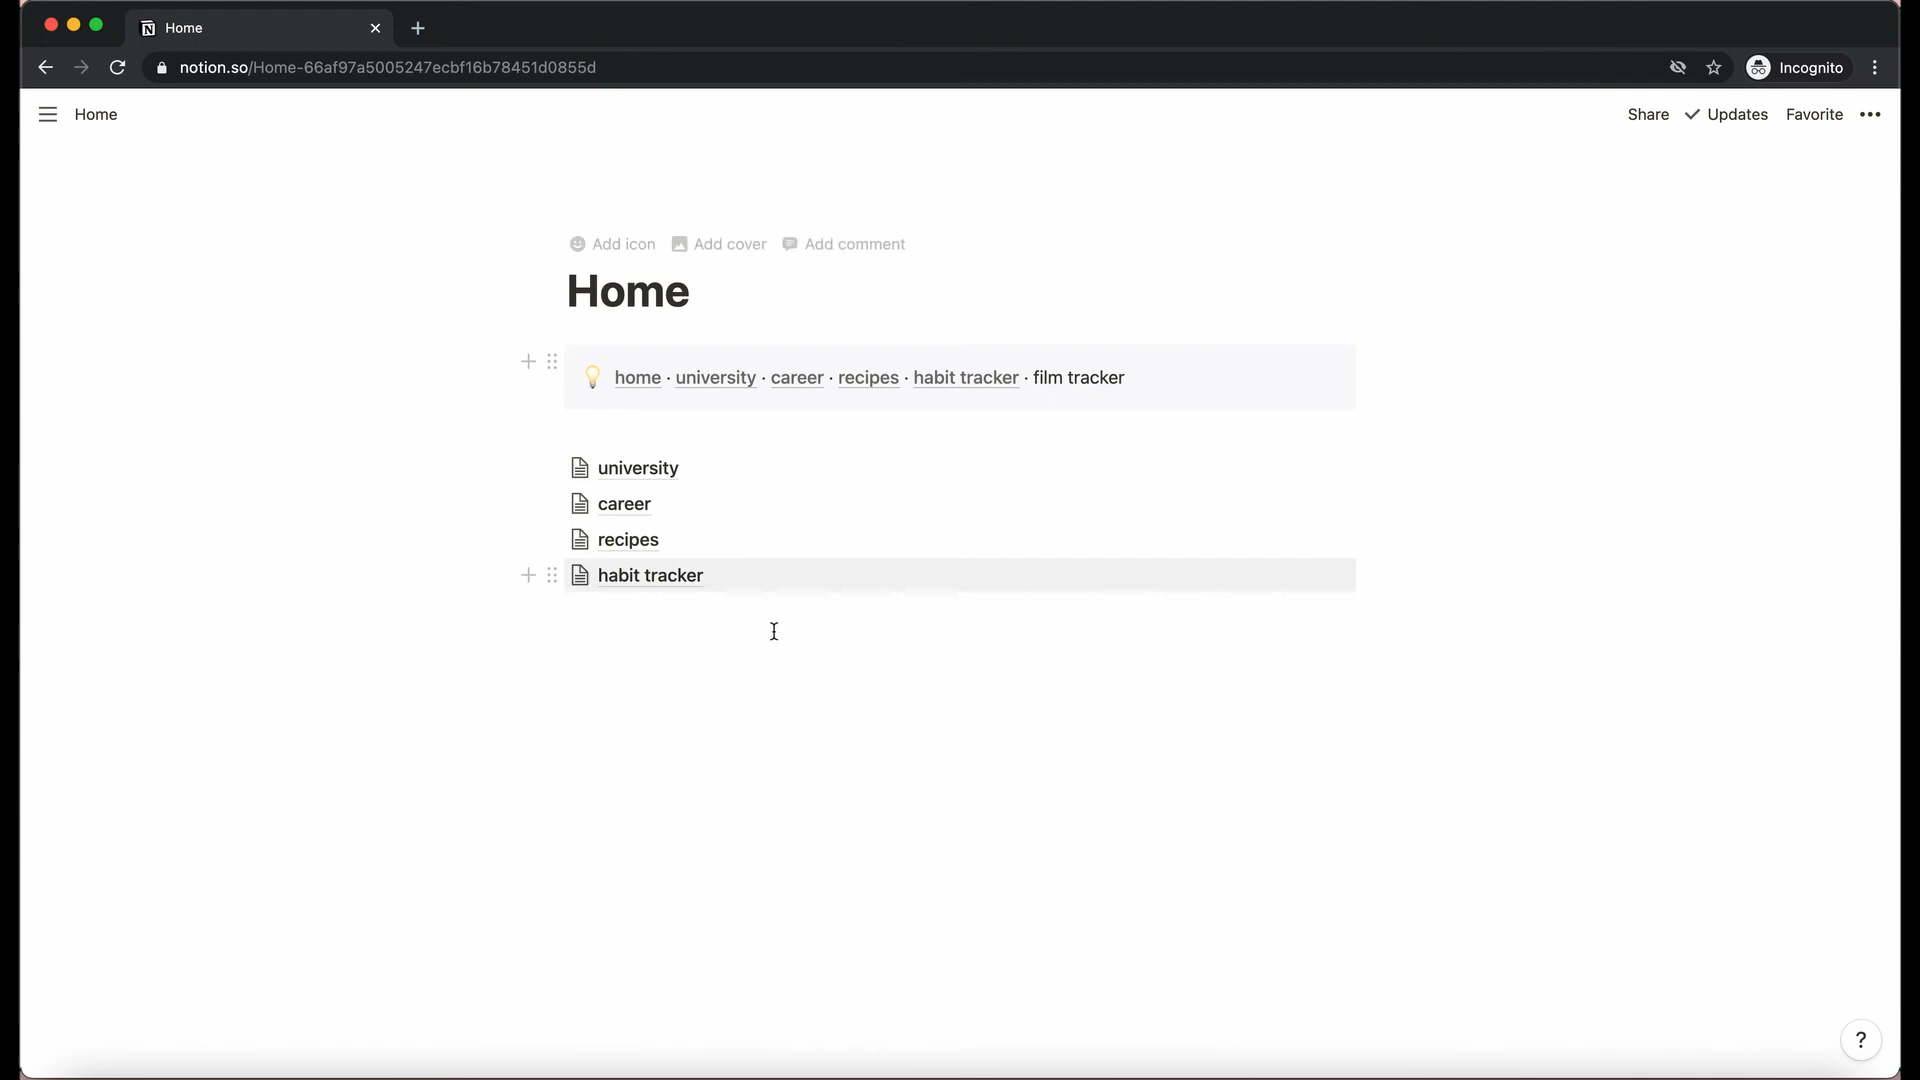 Home
notion.so/Home-66af97a5005247ecbf16b78451d0855d
Incognito
Home
Share
Updates
Favorite
Add icon
Add cover
Add comment
Home
home · university · career · recipes · habit tracker · film tracker
university
career
recipes
habit tracker
?